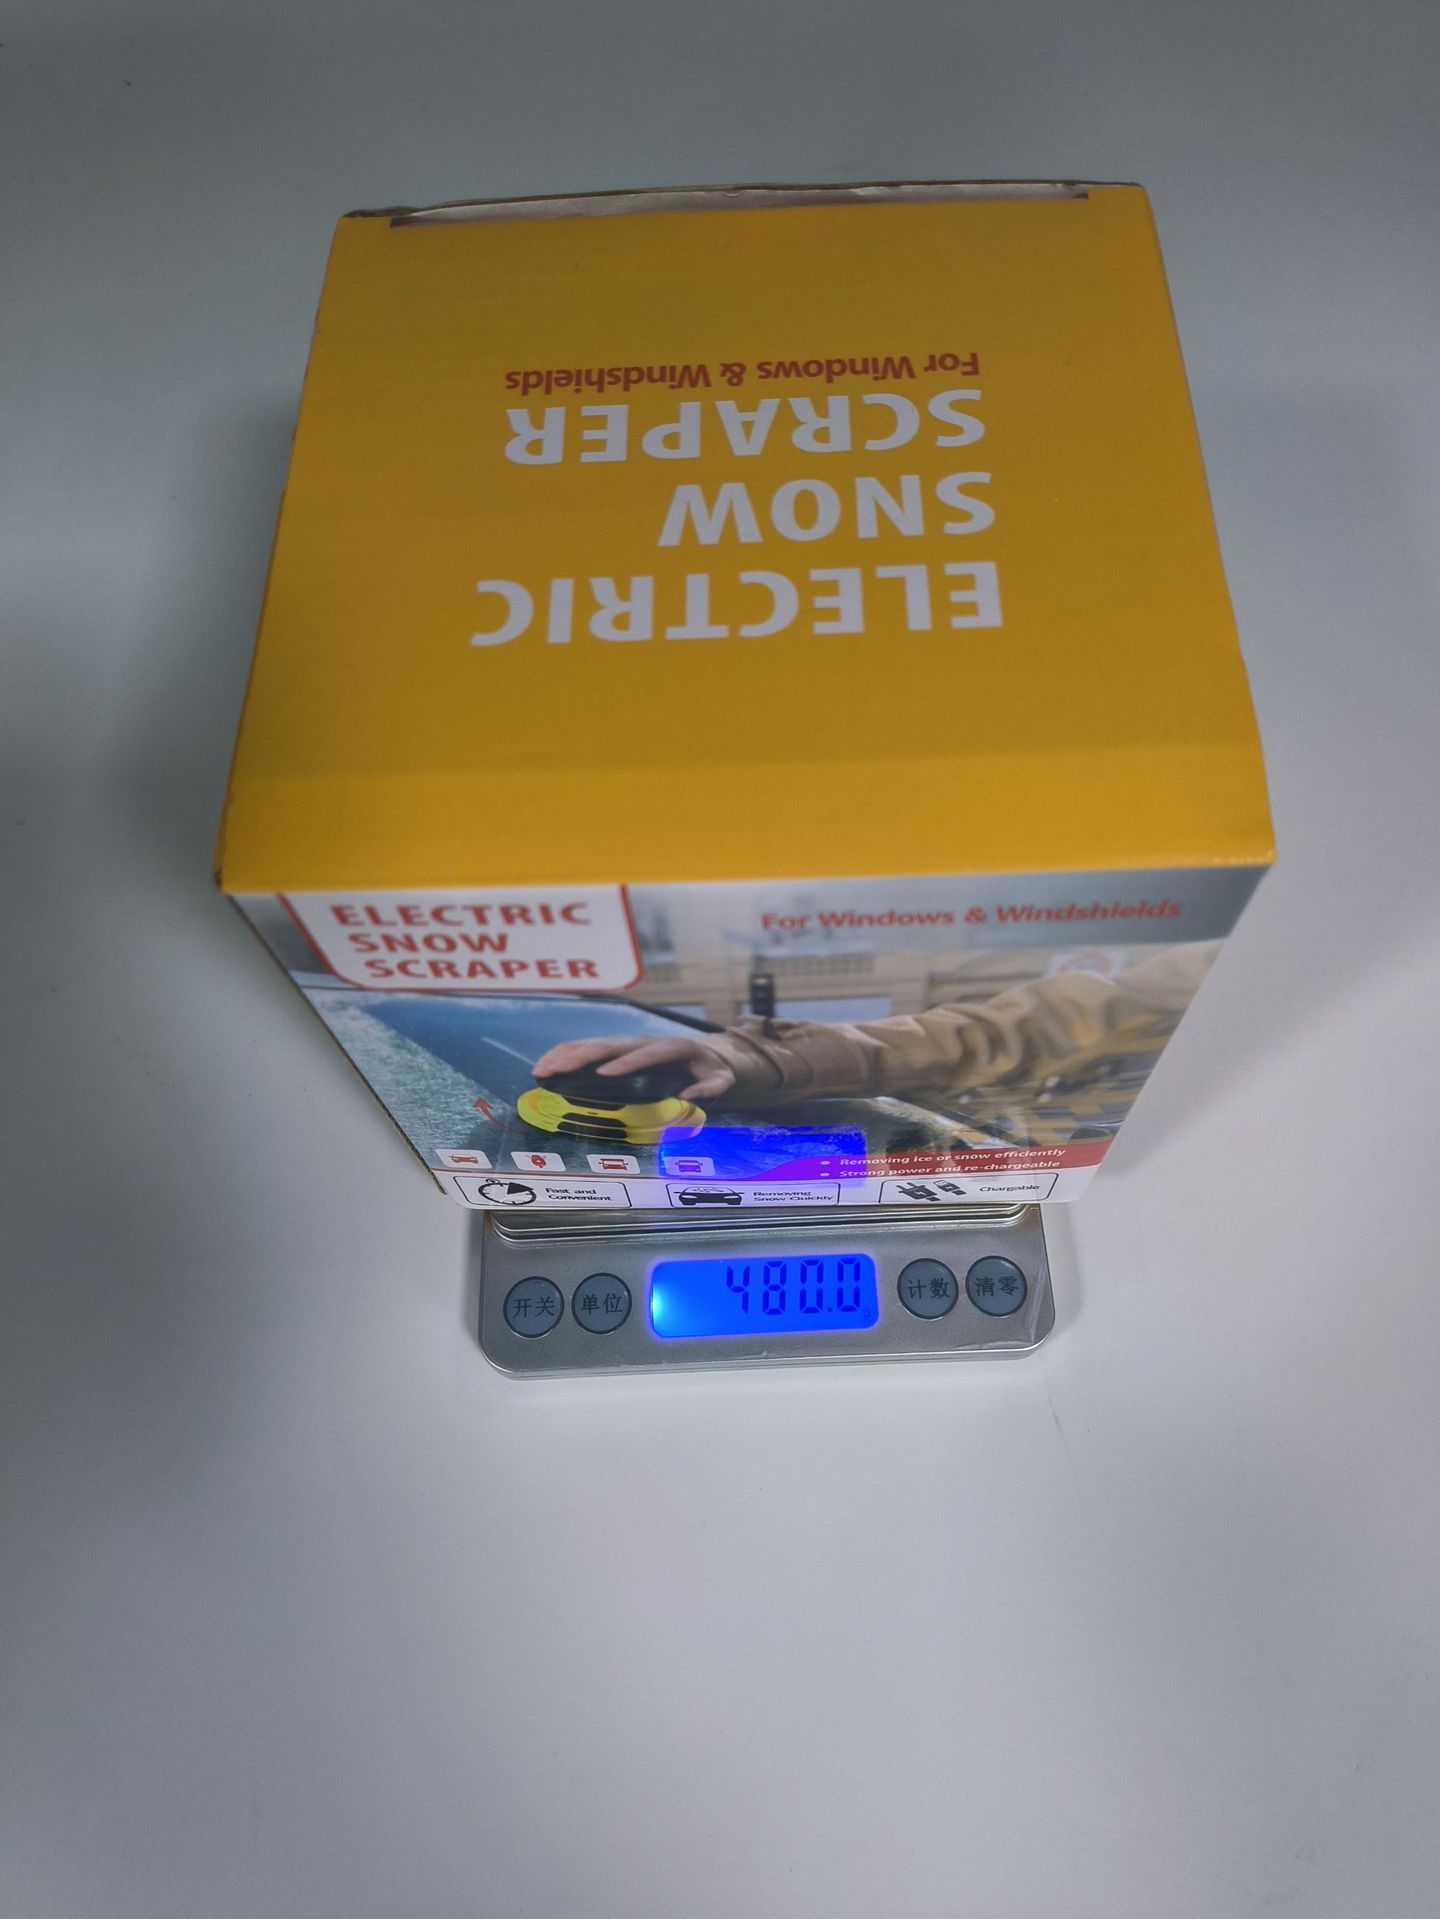 ELECTRIC
SNOW
SCRAPER
For Windows & Windshields
ELECTRIC
SNOW
SCRAPER
For Windows & Windshields
• Removing ice or snow efficiently
• Strong power and re-chargeable
Fast and
Convenient
Removing
Snow Quickly
Chargable
开关
单位
480.0
计数
清零